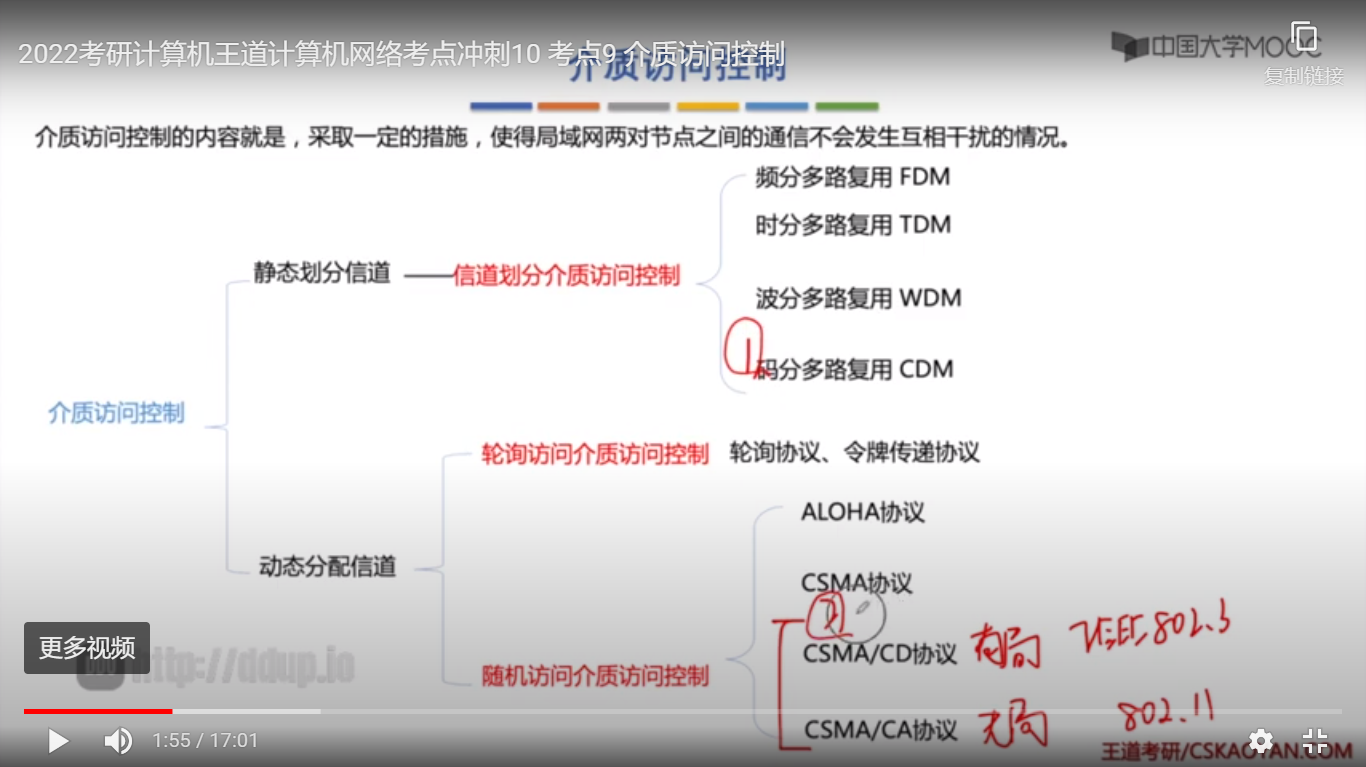 2022考研计算机王道计算机网络考点冲刺10 考点9 介质访问控制
介质访问控制
中国大学MOOC
复制链接
介质访问控制的内容就是，采取一定的措施，使得局域网两对节点之间的通信不会发生互相干扰的情况。
频分多路复用 FDM
时分多路复用 TDM
静态划分信道
信道划分介质访问控制
波分多路复用 WDM
1
码分多路复用 CDM
介质访问控制
轮询访问介质访问控制
轮询协议、令牌传递协议
ALOHA协议
动态分配信道
CSMA协议
2
CSMA/CD协议
有局
IEEE 802.3
更多视频
http://ddup.io
随机访问介质访问控制
CSMA/CA协议
无局
802.11
1:55 / 17:01
王道考研/CSKAOYAN.COM